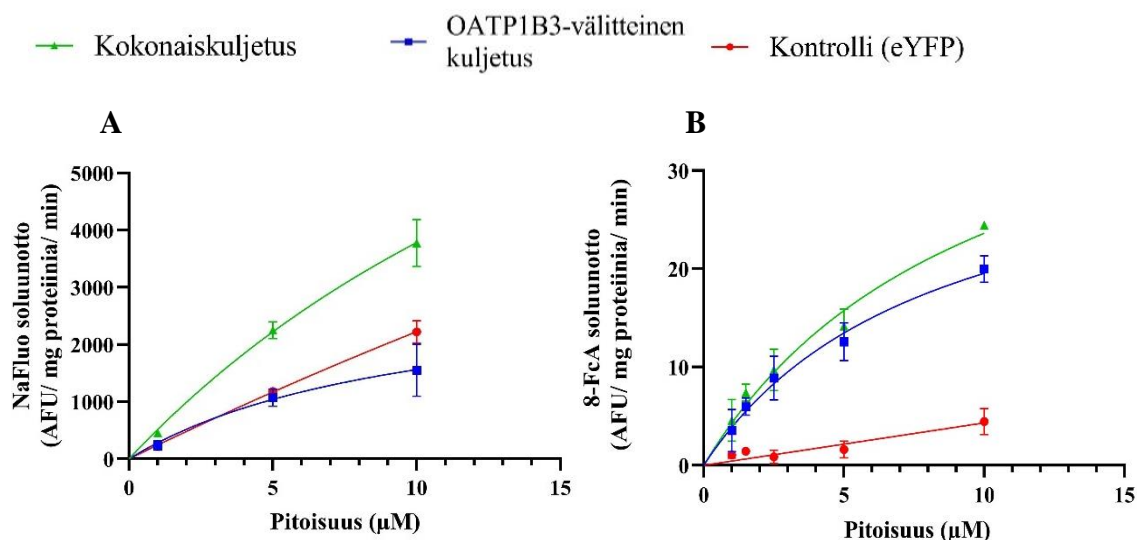 Kokonaiskuljetus
OATP1B3-välitteinen
kuljetus
Kontrolli (eYFP)
A
NaFluo soluunotto
(AFU/ mg proteiinia/ min)
5000
4000
3000
2000
1000
0
0 5 10 15
Pitoisuus (µM)
B
8-FcA soluunotto
(AFU/ mg proteiinia/ min)
30
20
10
0
0 5 10 15
Pitoisuus (µM)